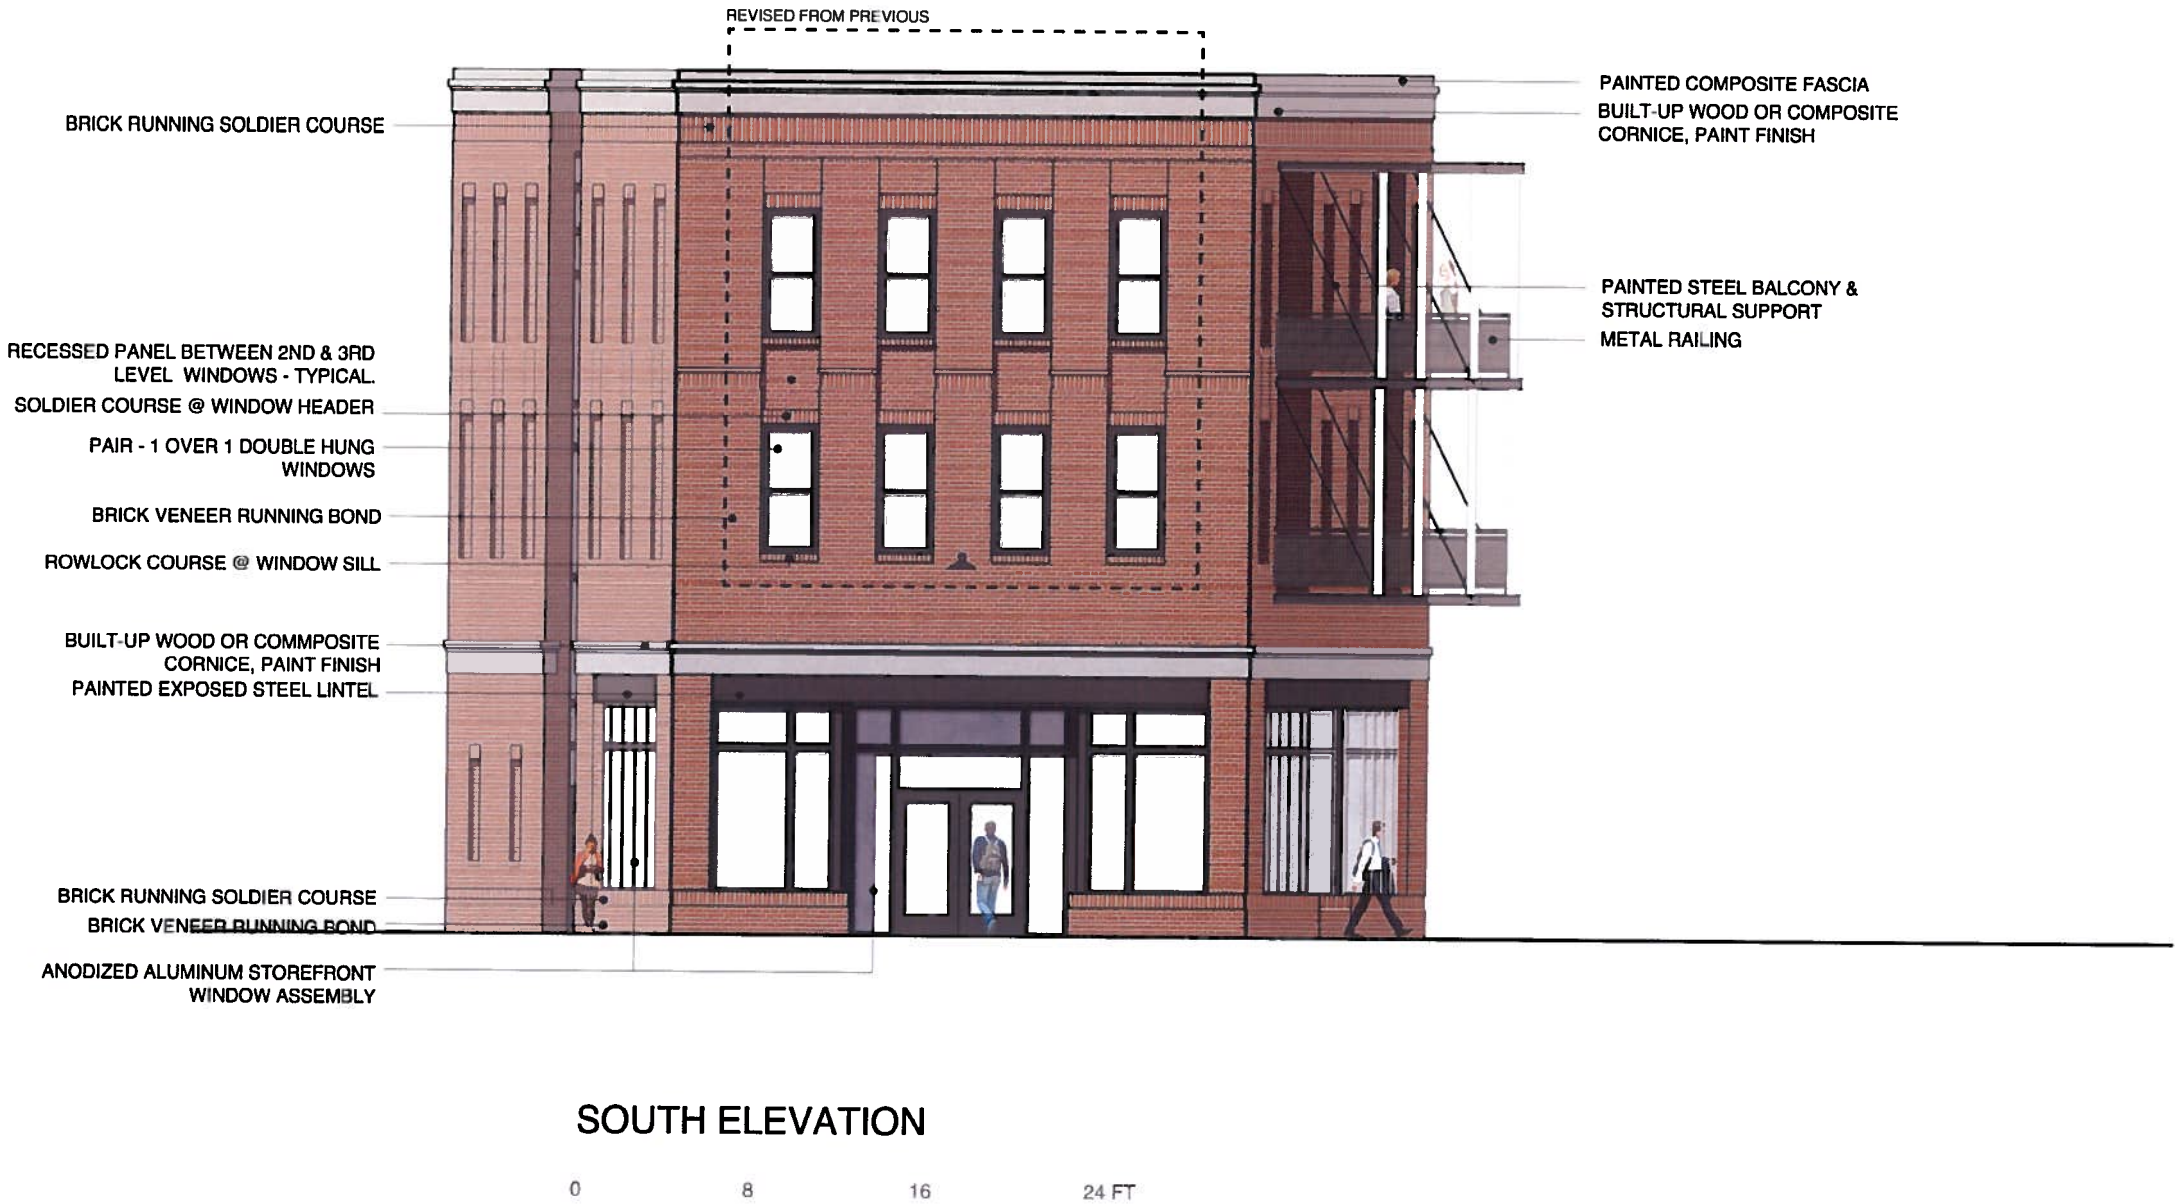 REVISED FROM PREVIOUS
BRICK RUNNING SOLDIER COURSE
RECESSED PANEL BETWEEN 2ND & 3RD
LEVEL WINDOWS - TYPICAL.
SOLDIER COURSE @ WINDOW HEADER
PAIR - 1 OVER 1 DOUBLE HUNG
WINDOWS
BRICK VENEER RUNNING BOND
ROWLOCK COURSE @ WINDOW SILL
BUILT-UP WOOD OR COMMPOSITE
CORNICE, PAINT FINISH
PAINTED EXPOSED STEEL LINTEL
BRICK RUNNING SOLDIER COURSE
BRICK VENEER RUNNING BOND
ANODIZED ALUMINUM STOREFRONT
WINDOW ASSEMBLY
PAINTED COMPOSITE FASCIA
BUILT-UP WOOD OR COMPOSITE
CORNICE, PAINT FINISH
PAINTED STEEL BALCONY &
STRUCTURAL SUPPORT
METAL RAILING
SOUTH ELEVATION
0 8 16 24 FT